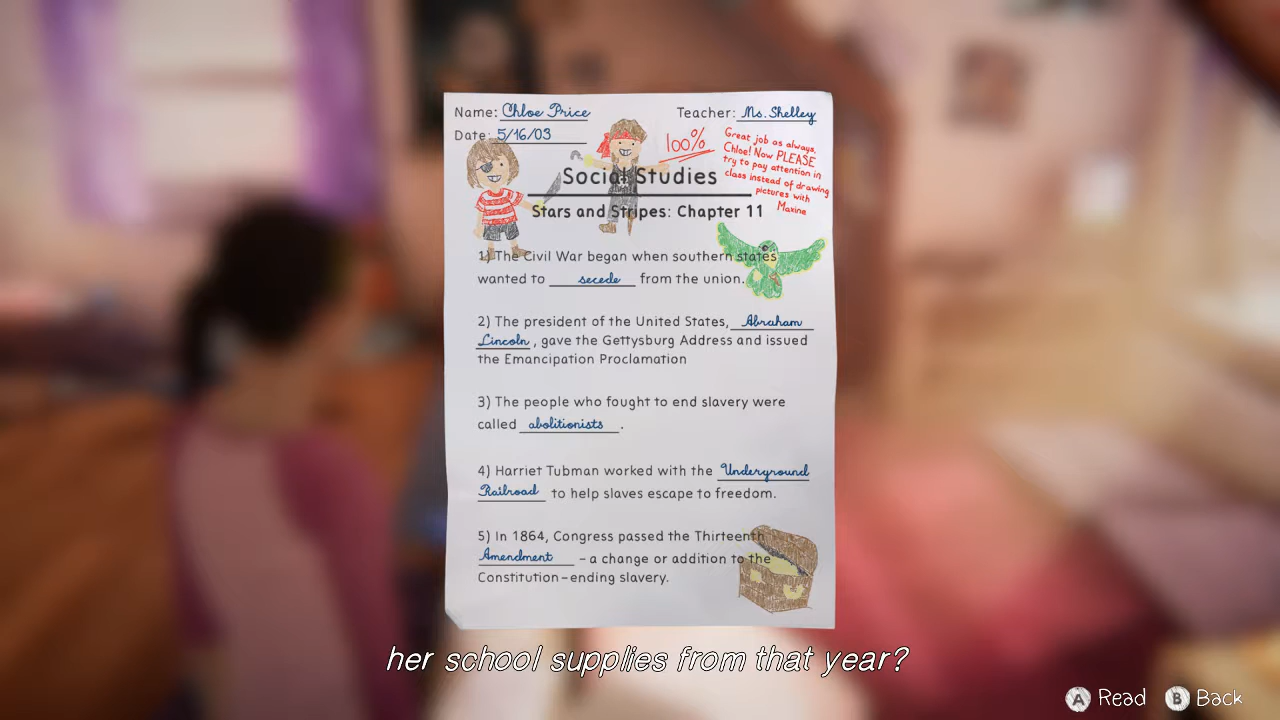 Name: Chloe Price Teacher: Ms. Shelley
Date: 5/16/03
100%
Great job as always,
Chloe! Now PLEASE
try to pay attention in
class instead of drawing
pictures with
Maxine
Social Studies
Stars and Stripes: Chapter 11
1) The Civil War began when southern states
wanted to secede from the union.
2) The president of the United States, Abraham
Lincoln, gave the Gettysburg Address and issued
the Emancipation Proclamation
3) The people who fought to end slavery were
called abolitionists.
4) Harriet Tubman worked with the Underground
Railroad to help slaves escape to freedom.
5) In 1864, Congress passed the Thirteenth
Amendment – a change or addition to the
Constitution – ending slavery.
her school supplies from that year?
A Read B Back